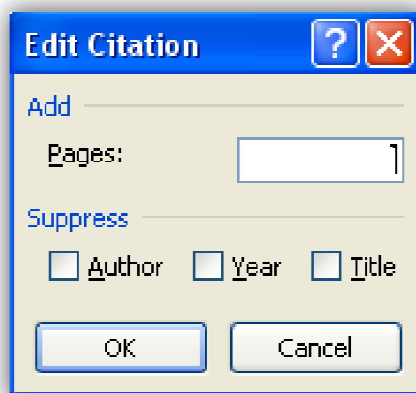 Edit Citation ?
Add
Pages:
Suppress
Author Year Title
OK Cancel